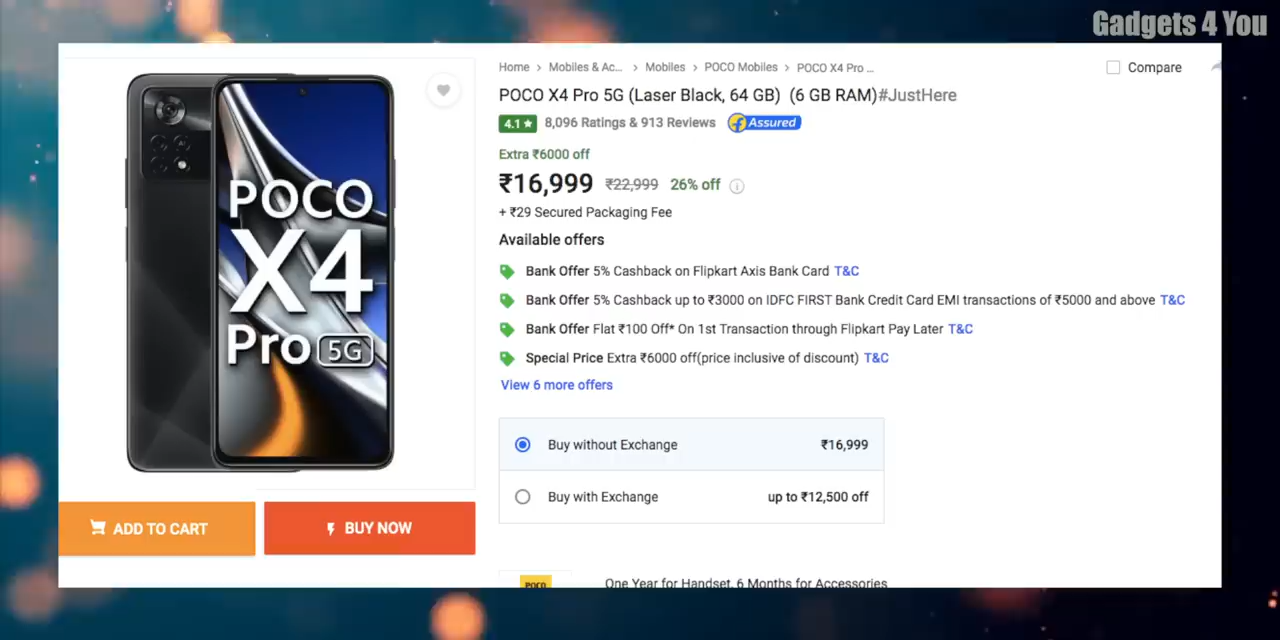 Gadgets 4 You
Home > Mobiles & Ac... > Mobiles > POCO Mobiles > POCO X4 Pro ...
Compare
POCO X4 Pro 5G (Laser Black, 64 GB) (6 GB RAM)#JustHere
4.1★ 8,096 Ratings & 913 Reviews Assured
Extra ₹6000 off
₹16,999 ₹22,999 26% off
+ ₹29 Secured Packaging Fee
Available offers
Bank Offer 5% Cashback on Flipkart Axis Bank Card T&C
Bank Offer 5% Cashback up to ₹3000 on IDFC FIRST Bank Credit Card EMI transactions of ₹5000 and above T&C
Bank Offer Flat ₹100 Off* On 1st Transaction through Flipkart Pay Later T&C
Special Price Extra ₹6000 off(price inclusive of discount) T&C
View 6 more offers
Buy without Exchange ₹16,999
Buy with Exchange up to ₹12,500 off
POCO
X4
Pro 5G
ADD TO CART
BUY NOW
POCO
One Year for Handset, 6 Months for Accessories